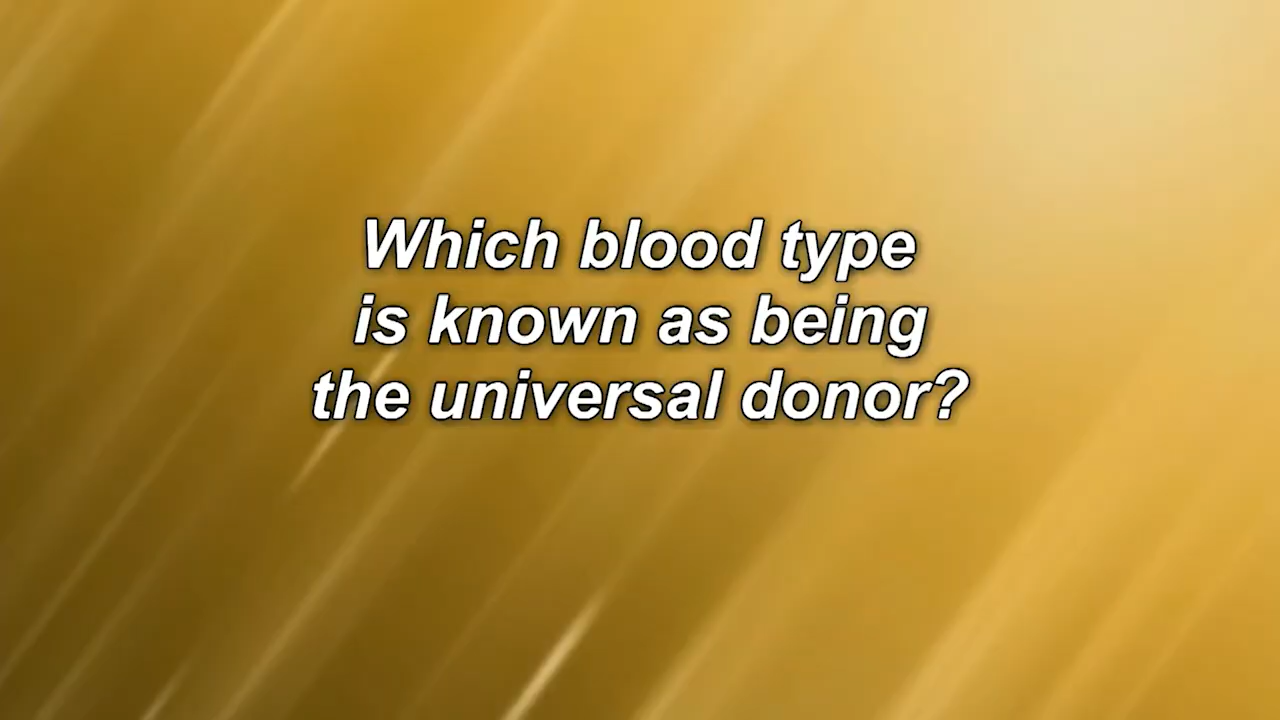 Which blood type
is known as being
the universal donor?